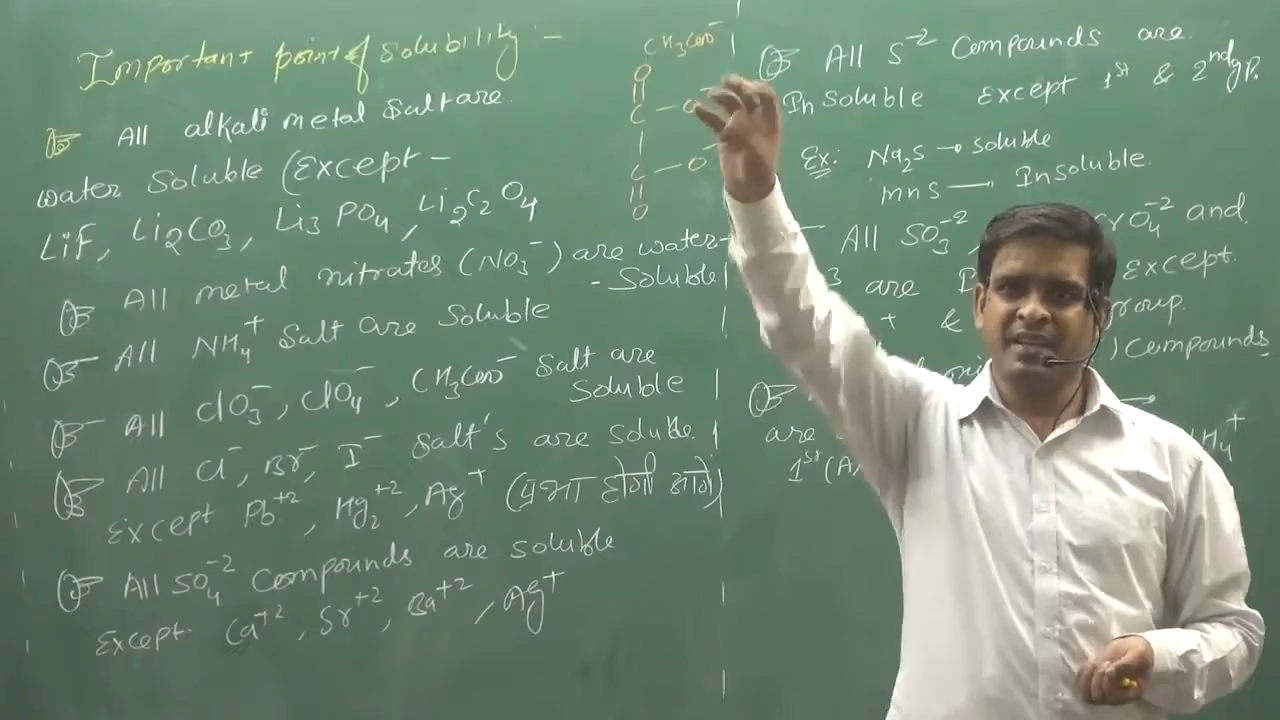 Important point of solubility :-
All alkali metal salt are
water soluble (Except -
LiF, Li2CO3, Li3PO4, Li2C2O4
All metal nitrates (NO3^-) are water-
-soluble
All NH4^+ salt are soluble
All ClO3^-, ClO4^-, CH3COO^- salt are
soluble
All Cl^-, Br^-, I^- salt's are soluble
Except Pb^+2, Hg2^+2, Ag^+ (
All SO4^-2 compounds are soluble
Except. Ca^+2, Sr^+2, Ba^+2, Ag^+
CH3COO^-
O
||
C - O
|
C - O^-
||
O
All S^-2 compounds are
Insoluble except 1st & 2nd gp.
Ex: Na2S → soluble
MnS — Insoluble.
All SO3^-2, rO4^-2 and
3 are Except
+ & group.
) compounds
are H4^+
1st (A